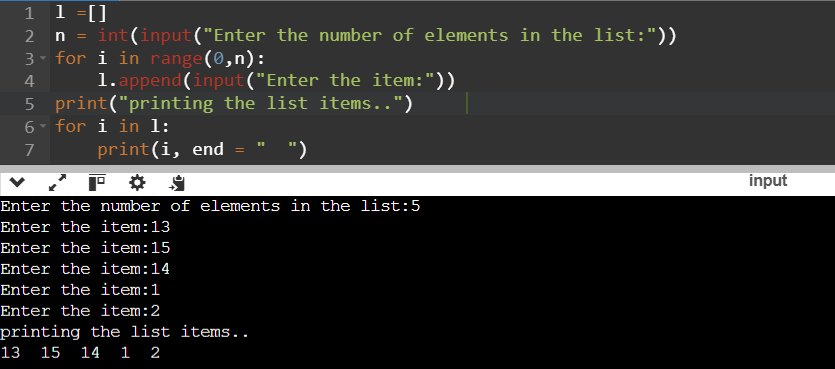 1 l =[]
2 n = int(input("Enter the number of elements in the list:"))
3 for i in range(0,n):
4     l.append(input("Enter the item:"))
5 print("printing the list items..")
6 for i in l:
7     print(i, end = "  ")
input
Enter the number of elements in the list:5
Enter the item:13
Enter the item:15
Enter the item:14
Enter the item:1
Enter the item:2
printing the list items..
13  15  14  1  2